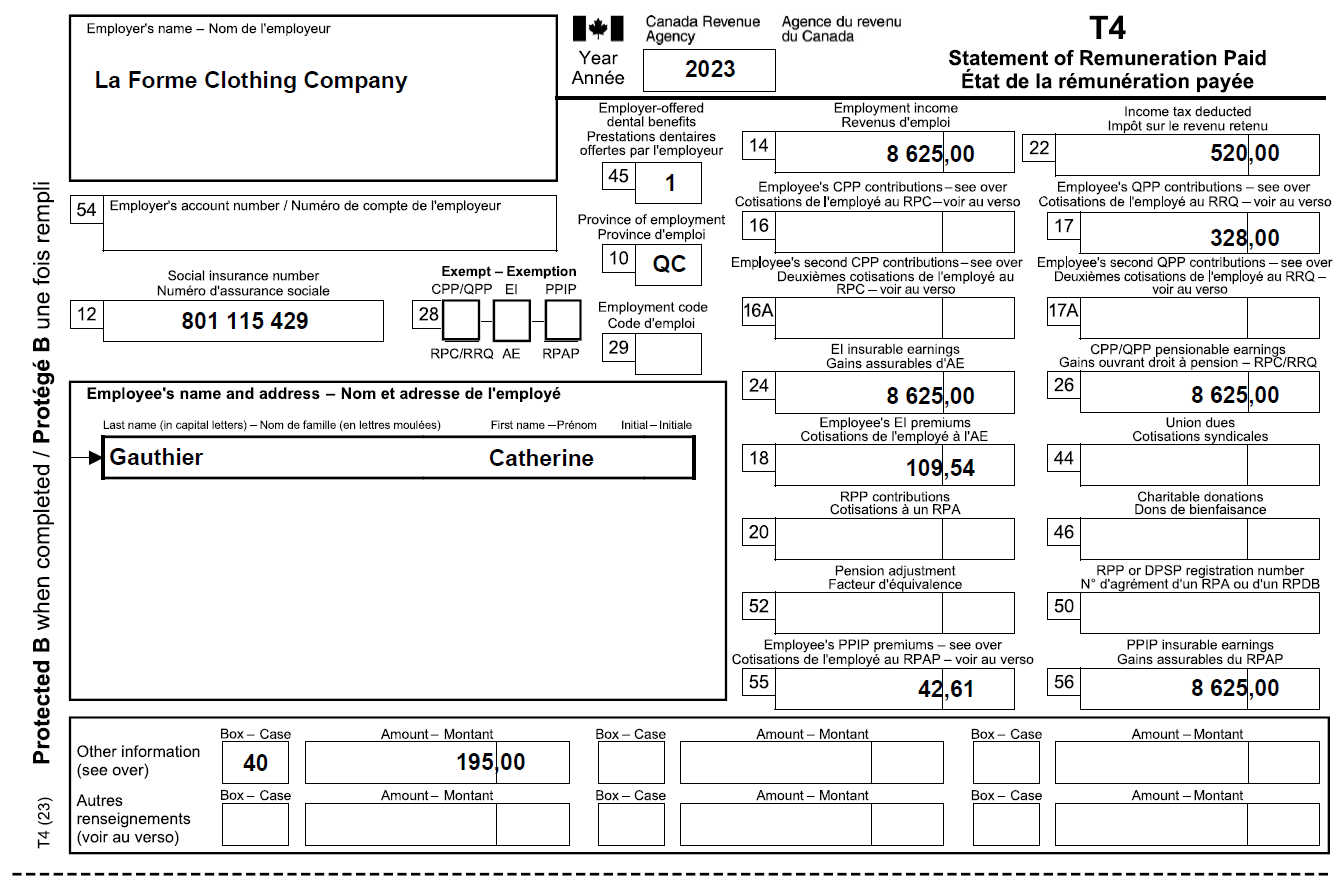 Employer's name – Nom de l'employeur
La Forme Clothing Company
Canada Revenue Agency
Agence du revenu du Canada
Year
Année
2023
T4
Statement of Remuneration Paid
État de la rémunération payée
Employer-offered
dental benefits
Prestations dentaires
offertes par l'employeur
45 1
Employment income
Revenus d'emploi
14 8 625,00
Income tax deducted
Impôt sur le revenu retenu
22 520,00
54 Employer's account number / Numéro de compte de l'employeur
Province of employment
Province d'emploi
10 QC
Employee's CPP contributions – see over
Cotisations de l'employé au RPC – voir au verso
16
Employee's QPP contributions – see over
Cotisations de l'employé au RRQ – voir au verso
17 328,00
Social insurance number
Numéro d'assurance sociale
12 801 115 429
Exempt – Exemption
CPP/QPP EI PPIP
28
RPC/RRQ AE RPAP
Employment code
Code d'emploi
29
Employee's second CPP contributions – see over
Deuxièmes cotisations de l'employé au
RPC – voir au verso
16A
Employee's second QPP contributions – see over
Deuxièmes cotisations de l'employé au RRQ –
voir au verso
17A
EI insurable earnings
Gains assurables d'AE
24 8 625,00
CPP/QPP pensionable earnings
Gains ouvrant droit à pension – RPC/RRQ
26 8 625,00
Employee's name and address – Nom et adresse de l'employé
Last name (in capital letters) – Nom de famille (en lettres moulées) First name – Prénom Initial – Initiale
Gauthier Catherine
Employee's EI premiums
Cotisations de l'employé à l'AE
18 109,54
Union dues
Cotisations syndicales
44
RPP contributions
Cotisations à un RPA
20
Charitable donations
Dons de bienfaisance
46
Pension adjustment
Facteur d'équivalence
52
RPP or DPSP registration number
N° d'agrément d'un RPA ou d'un RPDB
50
Employee's PPIP premiums – see over
Cotisations de l'employé au RPAP – voir au verso
55 42,61
PPIP insurable earnings
Gains assurables du RPAP
56 8 625,00
Other information
(see over)
Box – Case Amount – Montant Box – Case Amount – Montant Box – Case Amount – Montant
40 195,00
Autres
renseignements
(voir au verso)
Box – Case Amount – Montant Box – Case Amount – Montant Box – Case Amount – Montant
Protected B when completed / Protégé B une fois rempli
T4 (23)